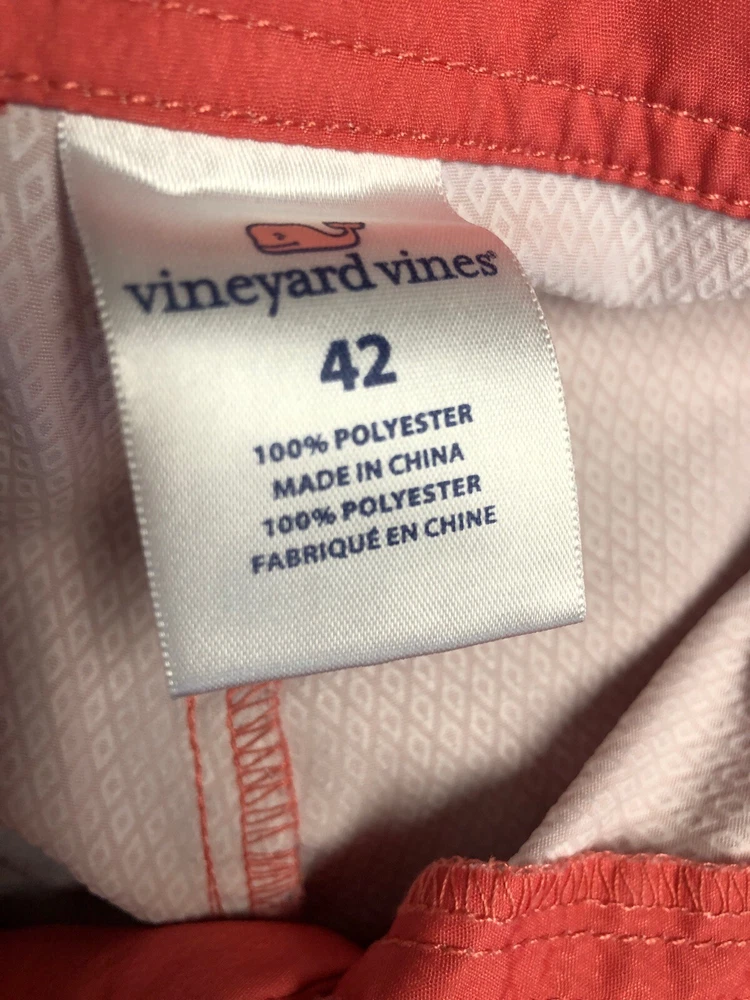 vineyard vines®
42
100% POLYESTER
MADE IN CHINA
100% POLYESTER
FABRIQUÉ EN CHINE